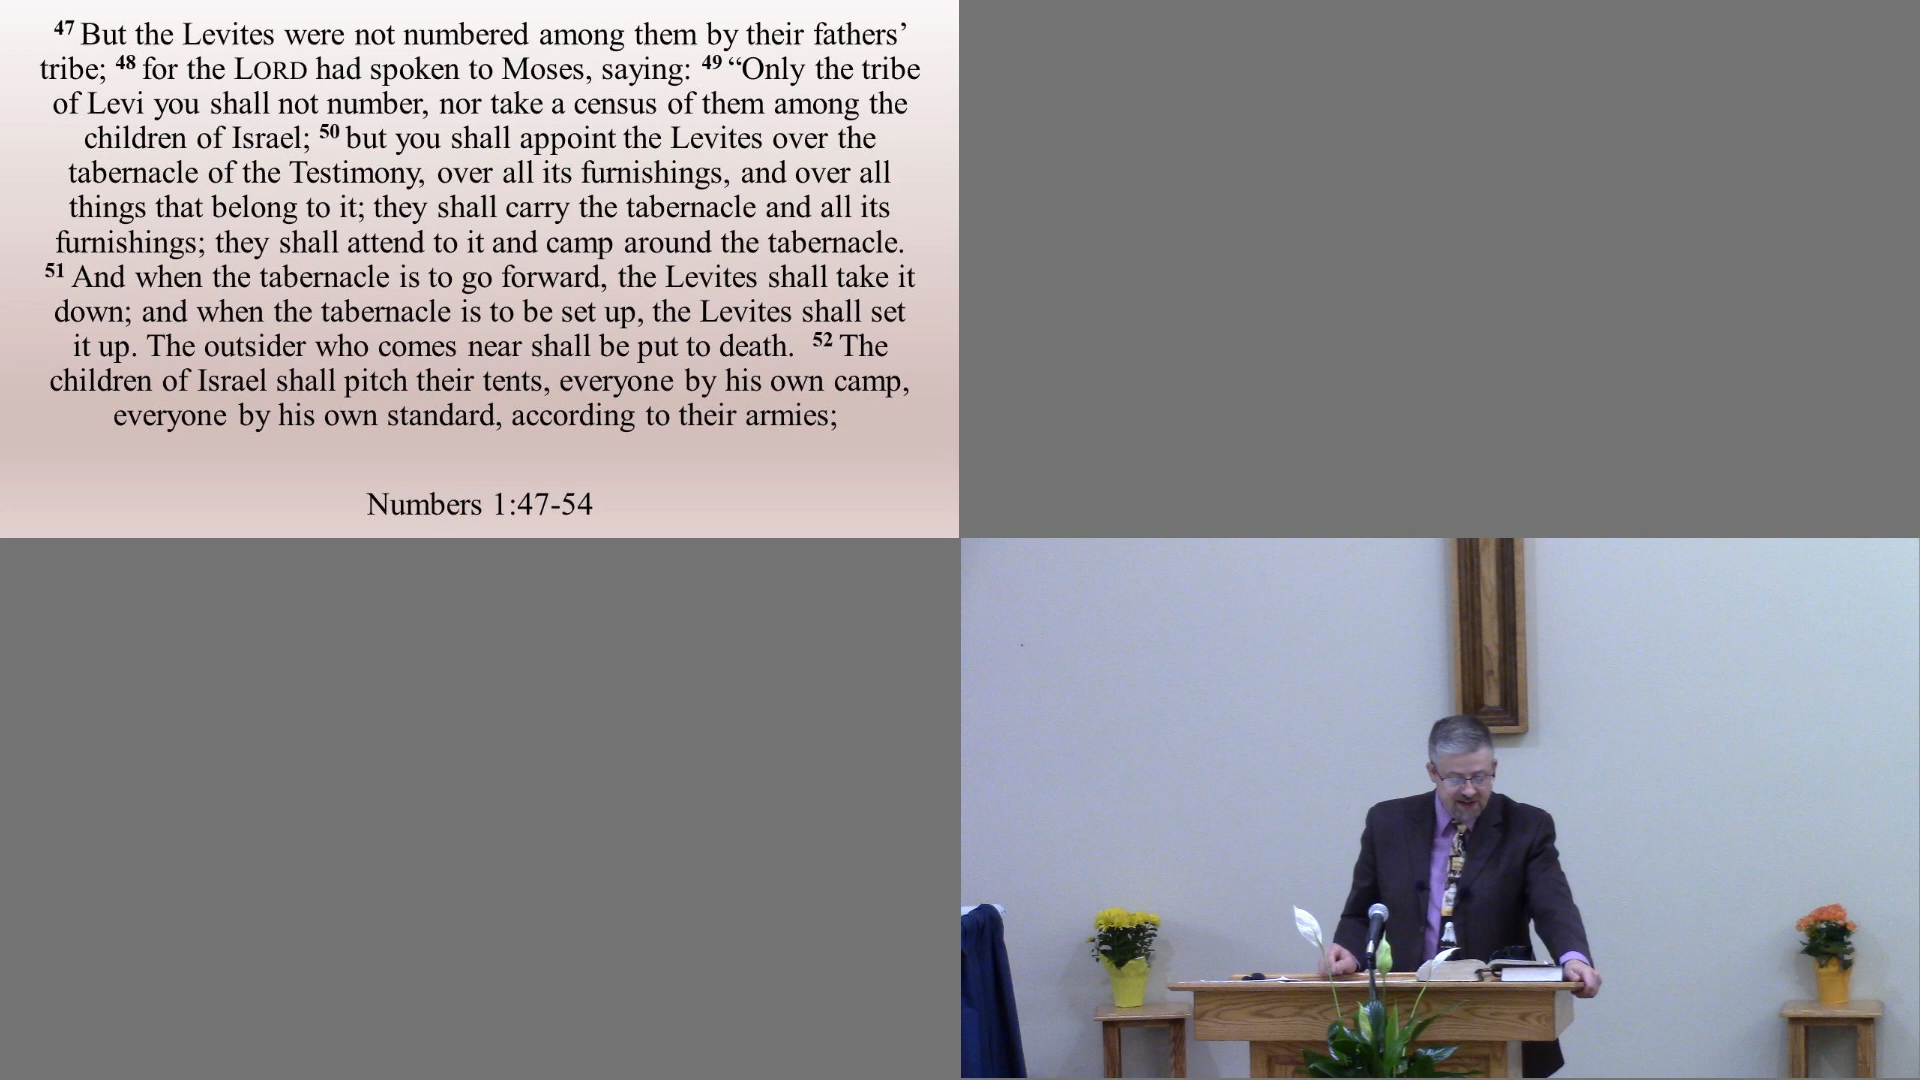 47 But the Levites were not numbered among them by their fathers’
tribe; 48 for the LORD had spoken to Moses, saying: 49 “Only the tribe
of Levi you shall not number, nor take a census of them among the
children of Israel; 50 but you shall appoint the Levites over the
tabernacle of the Testimony, over all its furnishings, and over all
things that belong to it; they shall carry the tabernacle and all its
furnishings; they shall attend to it and camp around the tabernacle.
51 And when the tabernacle is to go forward, the Levites shall take it
down; and when the tabernacle is to be set up, the Levites shall set
it up. The outsider who comes near shall be put to death. 52 The
children of Israel shall pitch their tents, everyone by his own camp,
everyone by his own standard, according to their armies;
Numbers 1:47-54